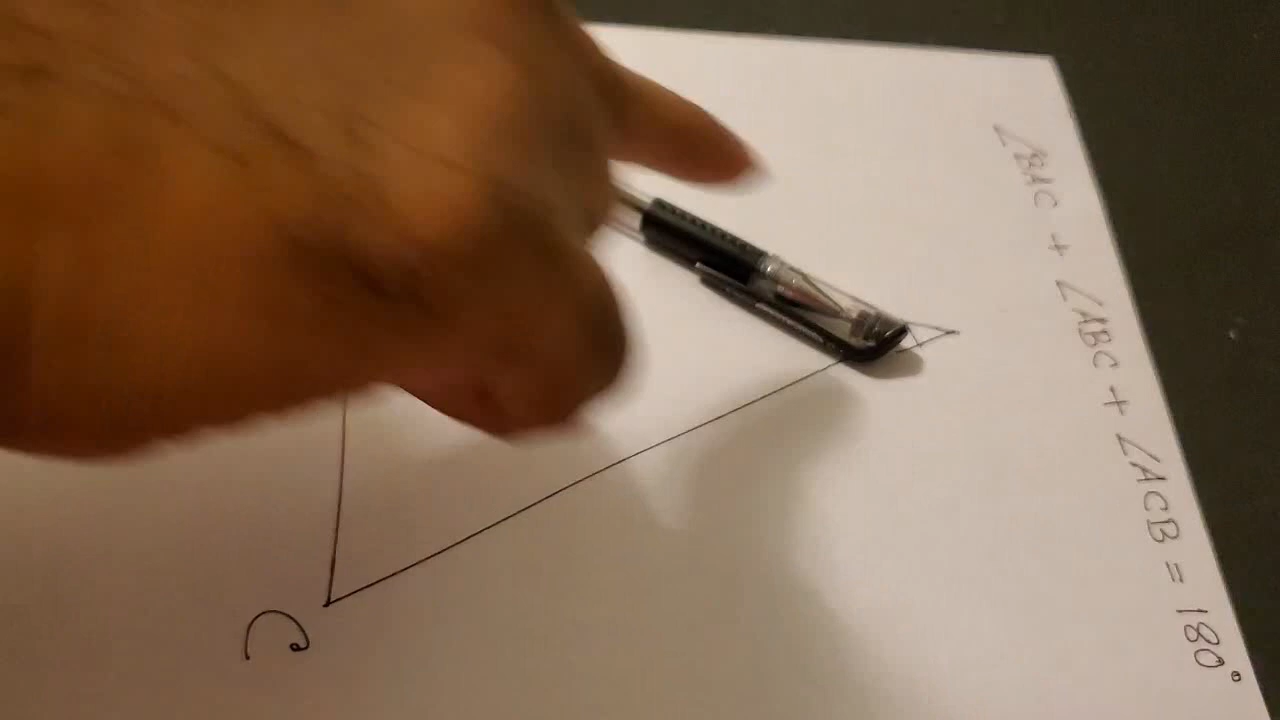 ∠BAC + ∠ABC + ∠ACB = 180°
C